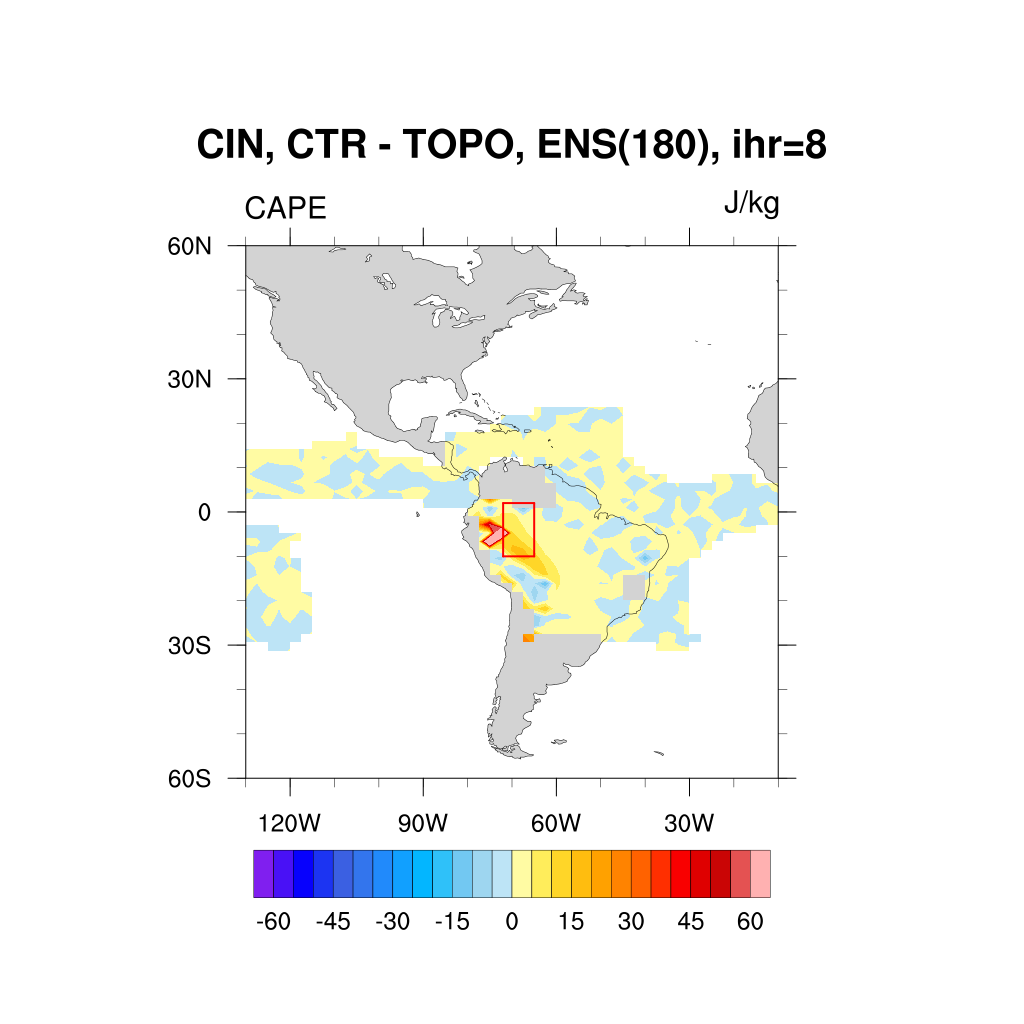 CIN, CTR - TOPO, ENS(180), ihr=8
CAPE J/kg
60N
30N
0
30S
60S
120W 90W 60W 30W
-60 -45 -30 -15 0 15 30 45 60